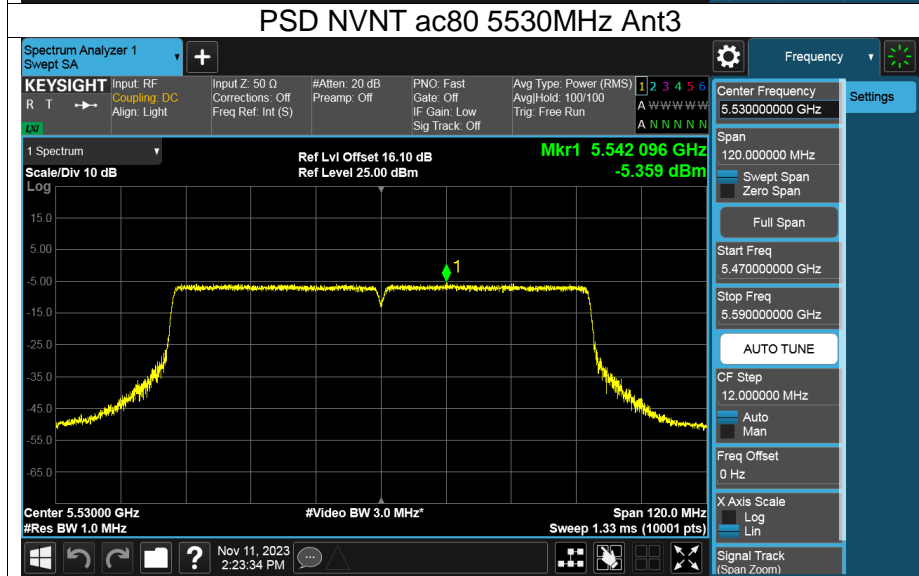 PSD NVNT ac80 5530MHz Ant3
Spectrum Analyzer 1
Swept SA
+
Frequency
KEYSIGHT
R T
LXI
Input: RF
Coupling: DC
Align: Light
Input Z: 50 Ω
Corrections: Off
Freq Ref: Int (S)
#Atten: 20 dB
Preamp: Off
PNO: Fast
Gate: Off
IF Gain: Low
Sig Track: Off
Avg Type: Power (RMS)
Avg|Hold: 100/100
Trig: Free Run
1 2 3 4 5 6
A W W W W W
A N N N N N
1 Spectrum
Scale/Div 10 dB
Log
Ref Lvl Offset 16.10 dB
Ref Level 25.00 dBm
Mkr1 5.542 096 GHz
-5.359 dBm
15.0
5.00
-5.00
-15.0
-25.0
-35.0
-45.0
-55.0
-65.0
1
Center 5.53000 GHz
#Res BW 1.0 MHz
#Video BW 3.0 MHz*
Span 120.0 MHz
Sweep 1.33 ms (10001 pts)
Center Frequency
5.530000000 GHz
Settings
Span
120.000000 MHz
Swept Span
Zero Span
Full Span
Start Freq
5.470000000 GHz
Stop Freq
5.590000000 GHz
AUTO TUNE
CF Step
12.000000 MHz
Auto
Man
Freq Offset
0 Hz
X Axis Scale
Log
Lin
Signal Track
(Span Zoom)
?
Nov 11, 2023
2:23:34 PM